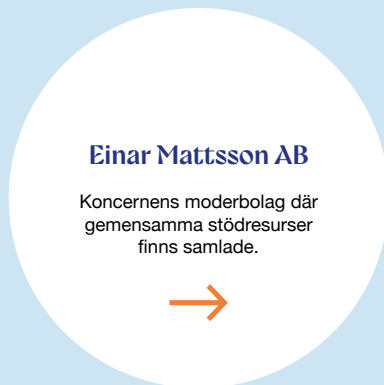 Einar Mattsson AB
Koncernens moderbolag där
gemensamma stödresurser
finns samlade.